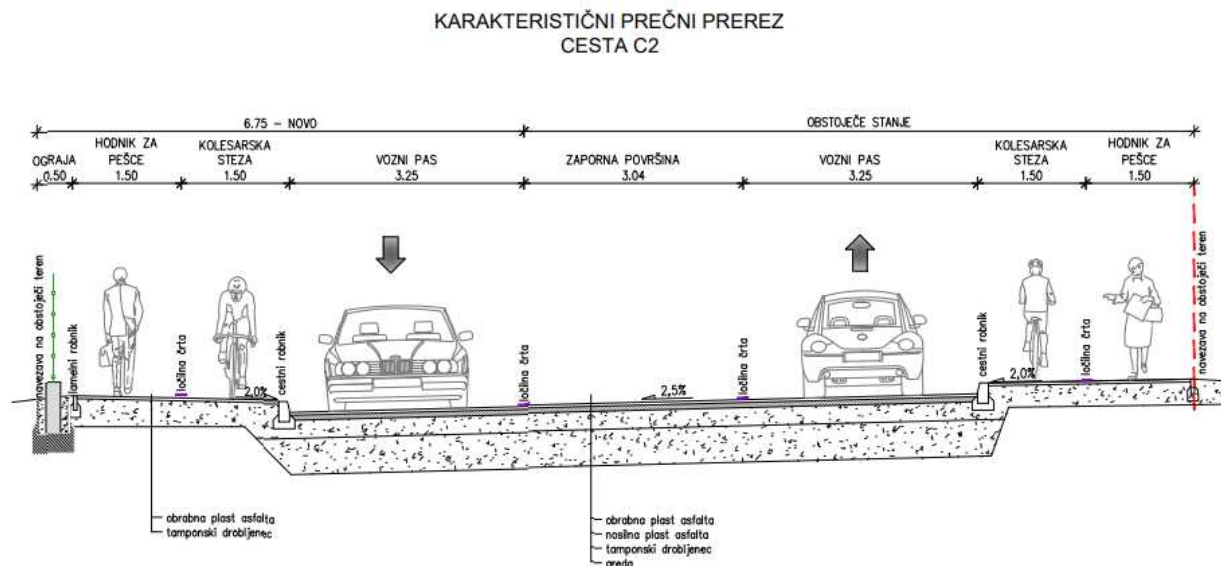 KARAKTERISTIČNI PREČNI PREREZ
CESTA C2
6.75 - NOVO
OBSTOJEČE STANJE
OGRAJA
0.50
HODNIK ZA
PEŠCE
1.50
KOLESARSKA
STEZA
1.50
VOZNI PAS
3.25
ZAPORNA POVRŠINA
3.04
VOZNI PAS
3.25
KOLESARSKA
STEZA
1.50
HODNIK ZA
PEŠCE
1.50
navezava na obstoječi teren
lamelni robnik
ločilna črta
2,0%
cestni robnik
ločilna črta
2,5%
ločilna črta
cestni robnik
2,0%
ločilna črta
navezava na obstoječi teren
obrabna plast asfalta
tamponski drobljenec
obrabna plast asfalta
nosilna plast asfalta
tamponski drobljenec
greda